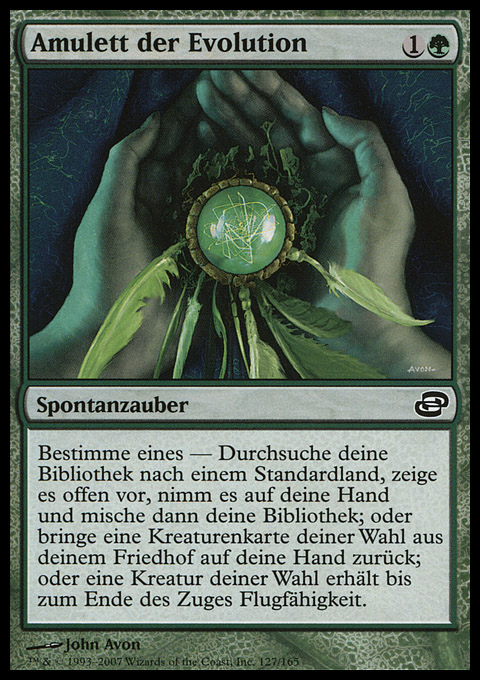 Amulett der Evolution 1
AVON
Spontanzauber
Bestimme eines — Durchsuche deine
Bibliothek nach einem Standardland, zeige
es offen vor, nimm es auf deine Hand
und mische dann deine Bibliothek; oder
bringe eine Kreaturenkarte deiner Wahl aus
deinem Friedhof auf deine Hand zurück;
oder eine Kreatur deiner Wahl erhält bis
zum Ende des Zuges Flugfähigkeit.
John Avon
™ & © 1993–2007 Wizards of the Coast, Inc. 127/165